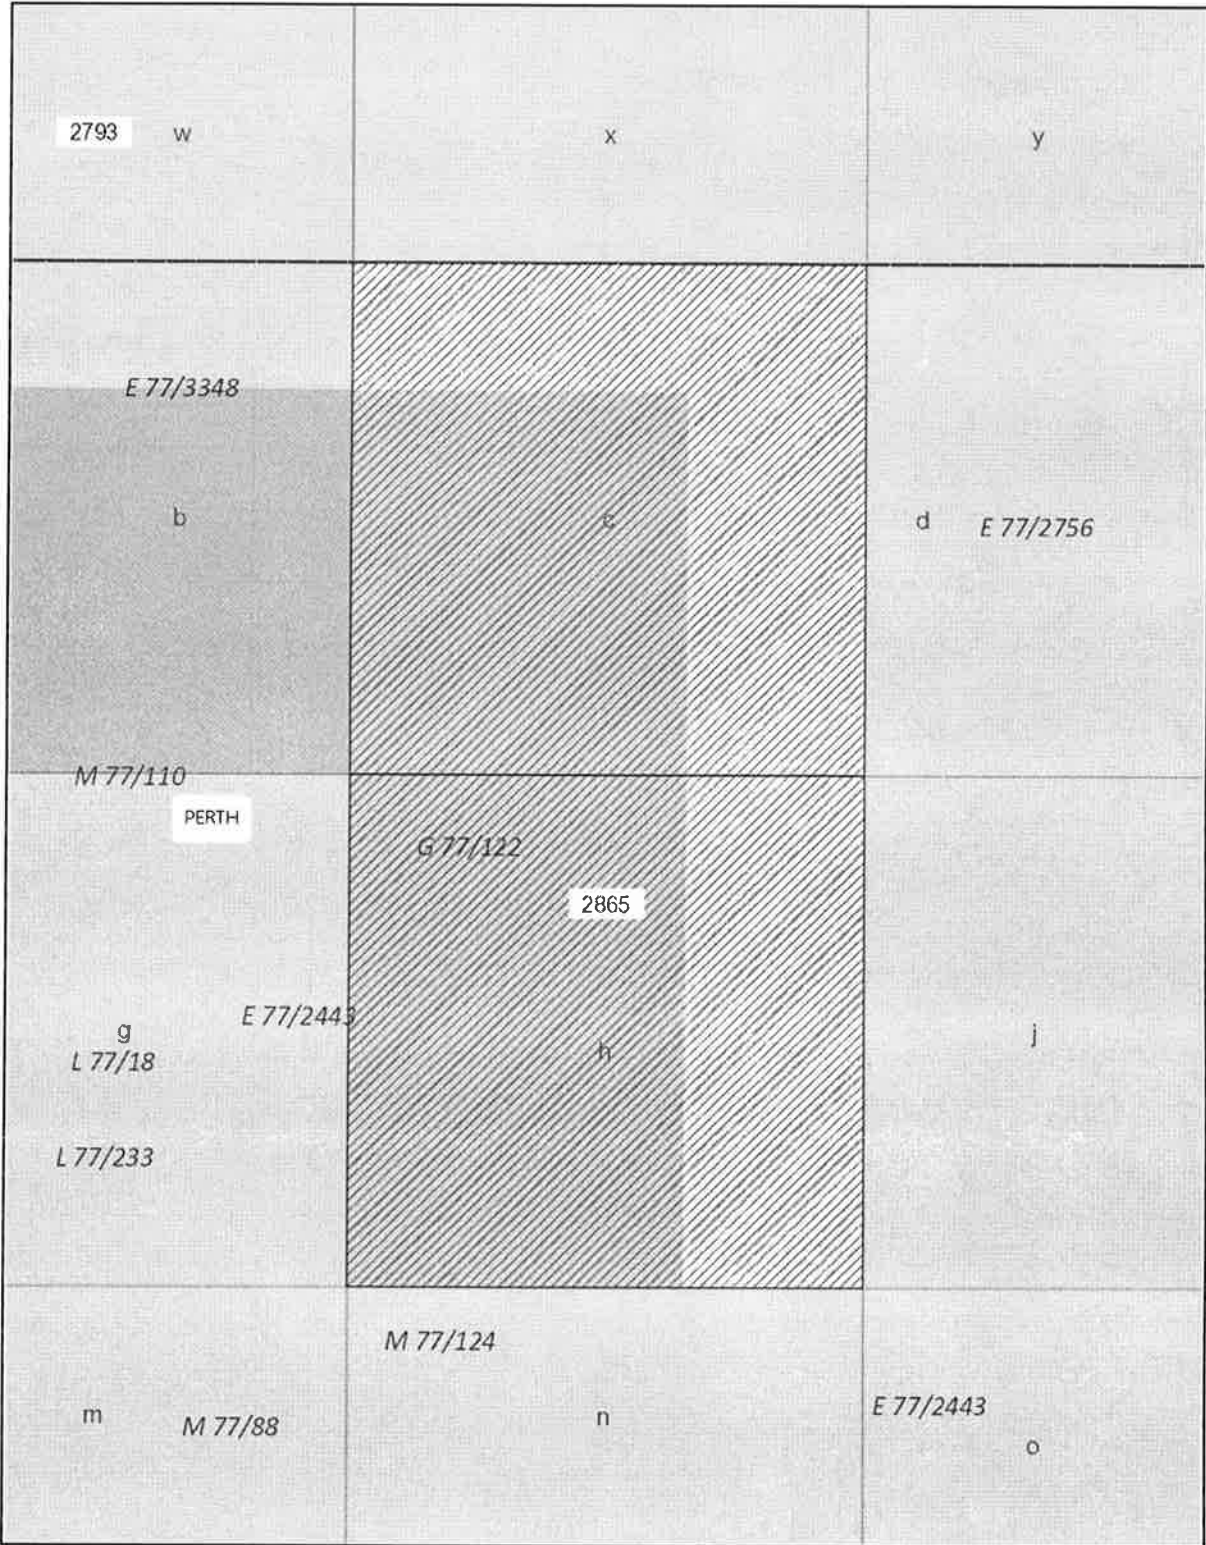 2793 w x y
E 77/3348
b c d E 77/2756
M 77/110
PERTH
G 77/122
2865
E 77/2443
g h j
L 77/18
L 77/233
M 77/124
m M 77/88 n E 77/2443
o